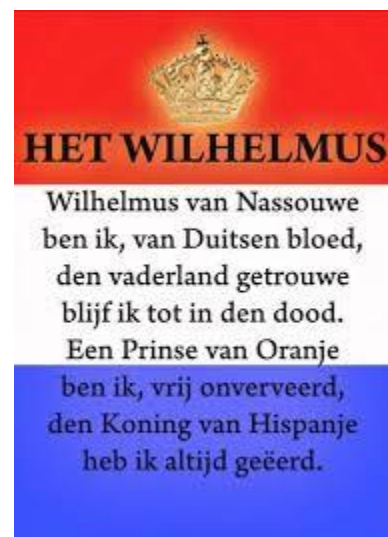 HET WILHELMUS
Wilhelmus van Nassouwe
ben ik, van Duitsen bloed,
den vaderland getrouwe
blijf ik tot in den dood.
Een Prinse van Oranje
ben ik, vrij onverveerd,
den Koning van Hispanje
heb ik altijd geëerd.